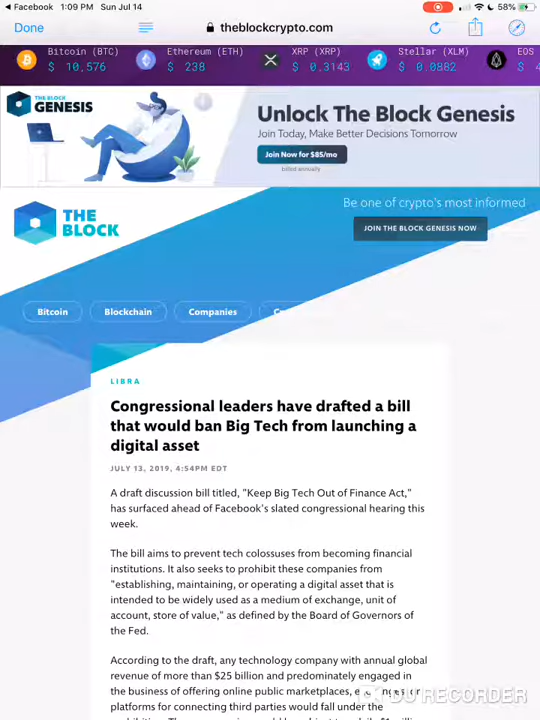 Facebook 1:09 PM Sun Jul 14 58%
Done theblockcrypto.com
Bitcoin (BTC) Ethereum (ETH) XRP (XRP) Stellar (XLM) EOS
$ 10,576 $ 238 $ 0.3143 $ 0.0882 $
THE BLOCK
GENESIS
Unlock The Block Genesis
Join Today, Make Better Decisions Tomorrow
Join Now for $85/mo
billed annually
Be one of crypto's most informed
THE
BLOCK
JOIN THE BLOCK GENESIS NOW
Bitcoin Blockchain Companies
LIBRA
Congressional leaders have drafted a bill
that would ban Big Tech from launching a
digital asset
JULY 13, 2019, 4:54PM EDT
A draft discussion bill titled, "Keep Big Tech Out of Finance Act,"
has surfaced ahead of Facebook's slated congressional hearing this
week.
The bill aims to prevent tech colossuses from becoming financial
institutions. It also seeks to prohibit these companies from
"establishing, maintaining, or operating a digital asset that is
intended to be widely used as a medium of exchange, unit of
account, store of value," as defined by the Board of Governors of
the Fed.
According to the draft, any technology company with annual global
revenue of more than $25 billion and predominately engaged in
the business of offering online public marketplaces, exchanges, or
platforms for connecting third parties would fall under the
DU RECORDER